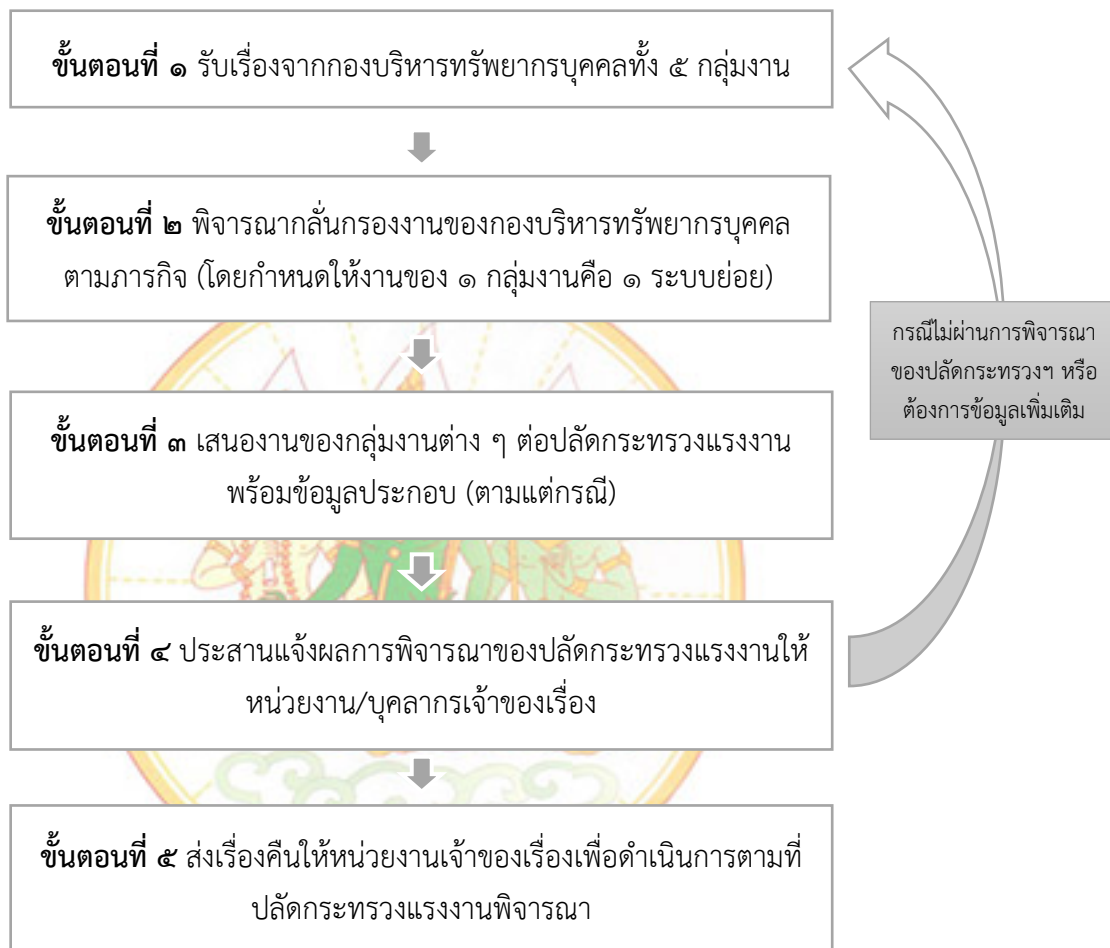 ขั้นตอนที่ ๑ รับเรื่องจากกองบริหารทรัพยากรบุคคลทั้ง ๕ กลุ่มงาน
ขั้นตอนที่ ๒ พิจารณากลั่นกรองงานของกองบริหารทรัพยากรบุคคล
ตามภารกิจ (โดยกำหนดให้งานของ ๑ กลุ่มงานคือ ๑ ระบบย่อย)
กรณีไม่ผ่านการพิจารณา
ของปลัดกระทรวงฯ หรือ
ต้องการข้อมูลเพิ่มเติม
ขั้นตอนที่ ๓ เสนองานของกลุ่มงานต่าง ๆ ต่อปลัดกระทรวงแรงงาน
พร้อมข้อมูลประกอบ (ตามแต่กรณี)
ขั้นตอนที่ ๔ ประสานแจ้งผลการพิจารณาของปลัดกระทรวงแรงงานให้
หน่วยงาน/บุคลากรเจ้าของเรื่อง
ขั้นตอนที่ ๕ ส่งเรื่องคืนให้หน่วยงานเจ้าของเรื่องเพื่อดำเนินการตามที่
ปลัดกระทรวงแรงงานพิจารณา